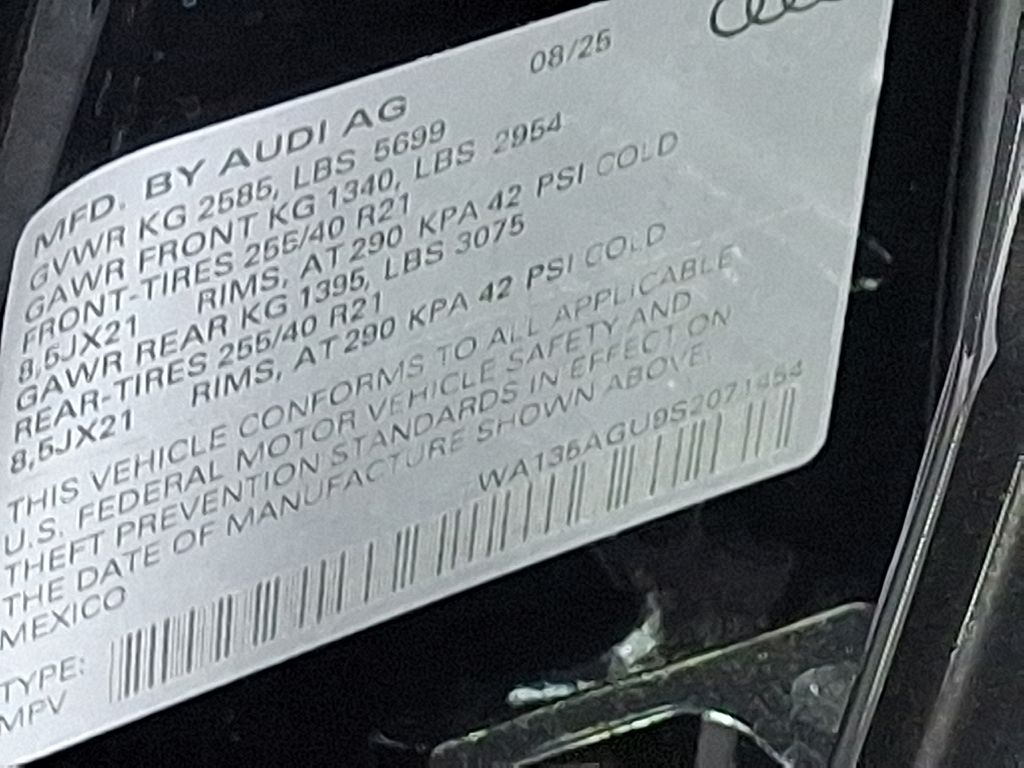 08/25
MFD. BY AUDI AG
GVWR KG 2585, LBS 5699
GAWR FRONT KG 1340, LBS 2954
FRONT-TIRES 255/40 R21
8,5JX21 RIMS, AT 290 KPA 42 PSI COLD
GAWR REAR KG 1395, LBS 3075
REAR-TIRES 255/40 R21
8,5JX21 RIMS, AT 290 KPA 42 PSI COLD
THIS VEHICLE CONFORMS TO ALL APPLICABLE
U.S. FEDERAL MOTOR VEHICLE SAFETY AND
THEFT PREVENTION STANDARDS IN EFFECT ON
THE DATE OF MANUFACTURE SHOWN ABOVE.
MEXICO
WA135AGU9S2071454
TYPE:
MPV